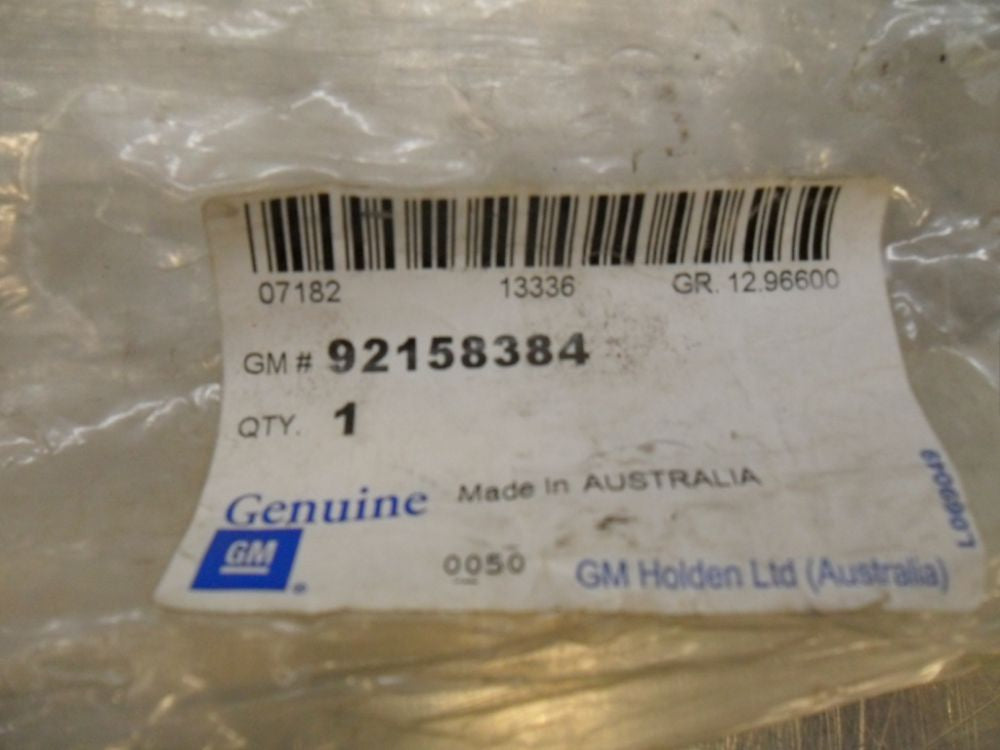 07182 13336 GR. 12.96600
GM # 92158384
QTY. 1
Genuine Made In AUSTRALIA
GM
0050 GM Holden Ltd (Australia)
L069049